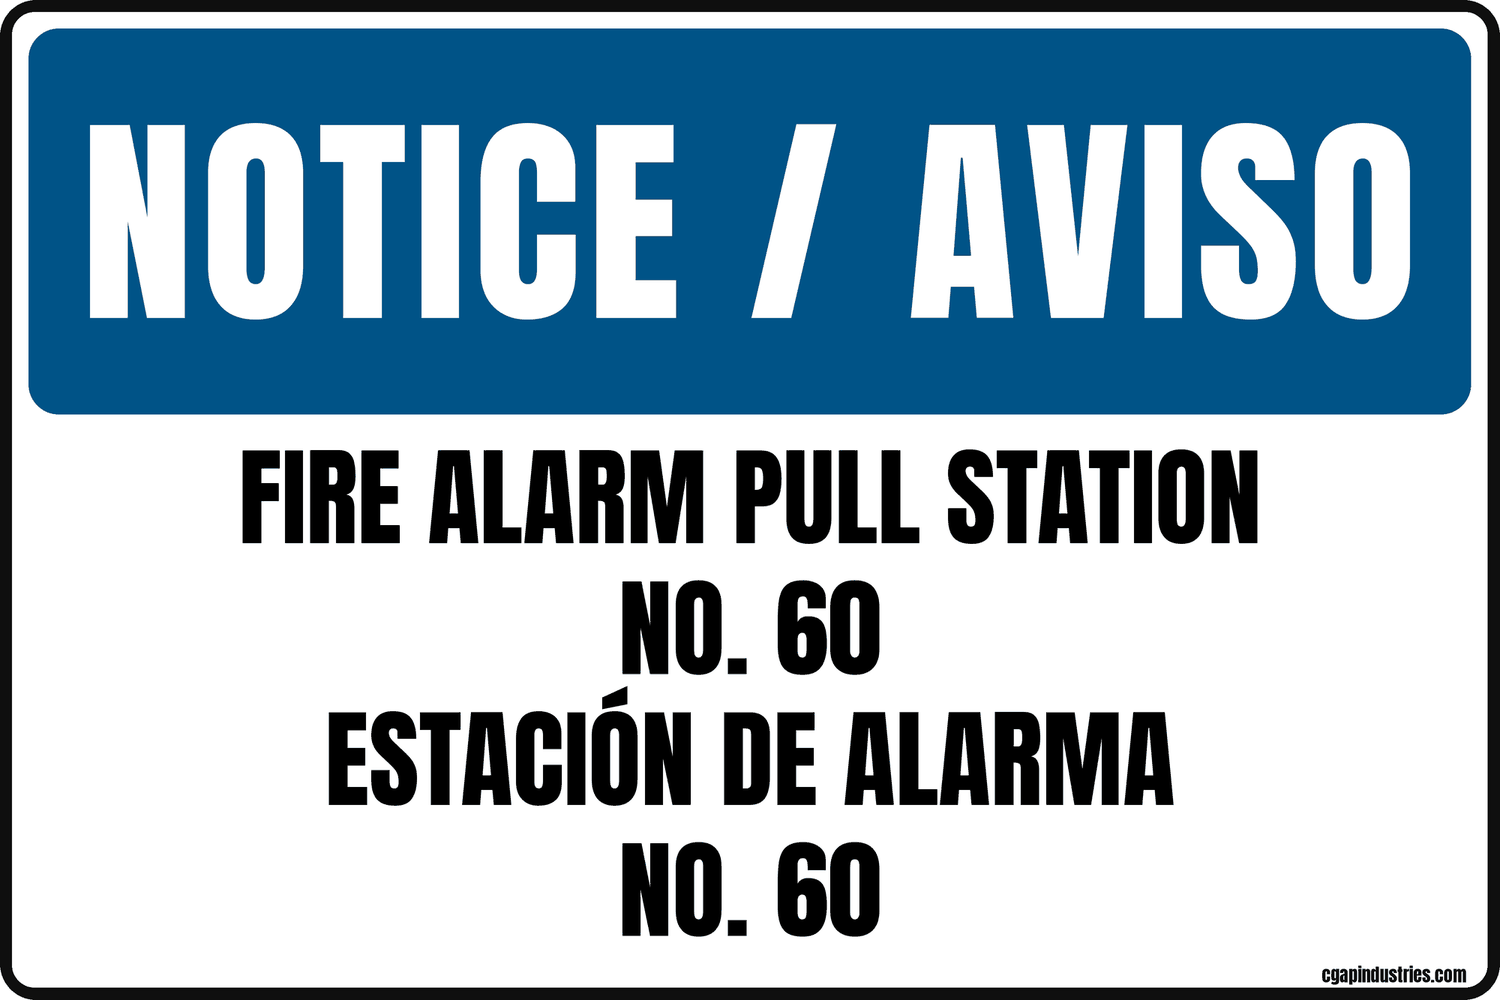 NOTICE / AVISO
FIRE ALARM PULL STATION
NO. 60
ESTACIÓN DE ALARMA
NO. 60
cgapindustries.com